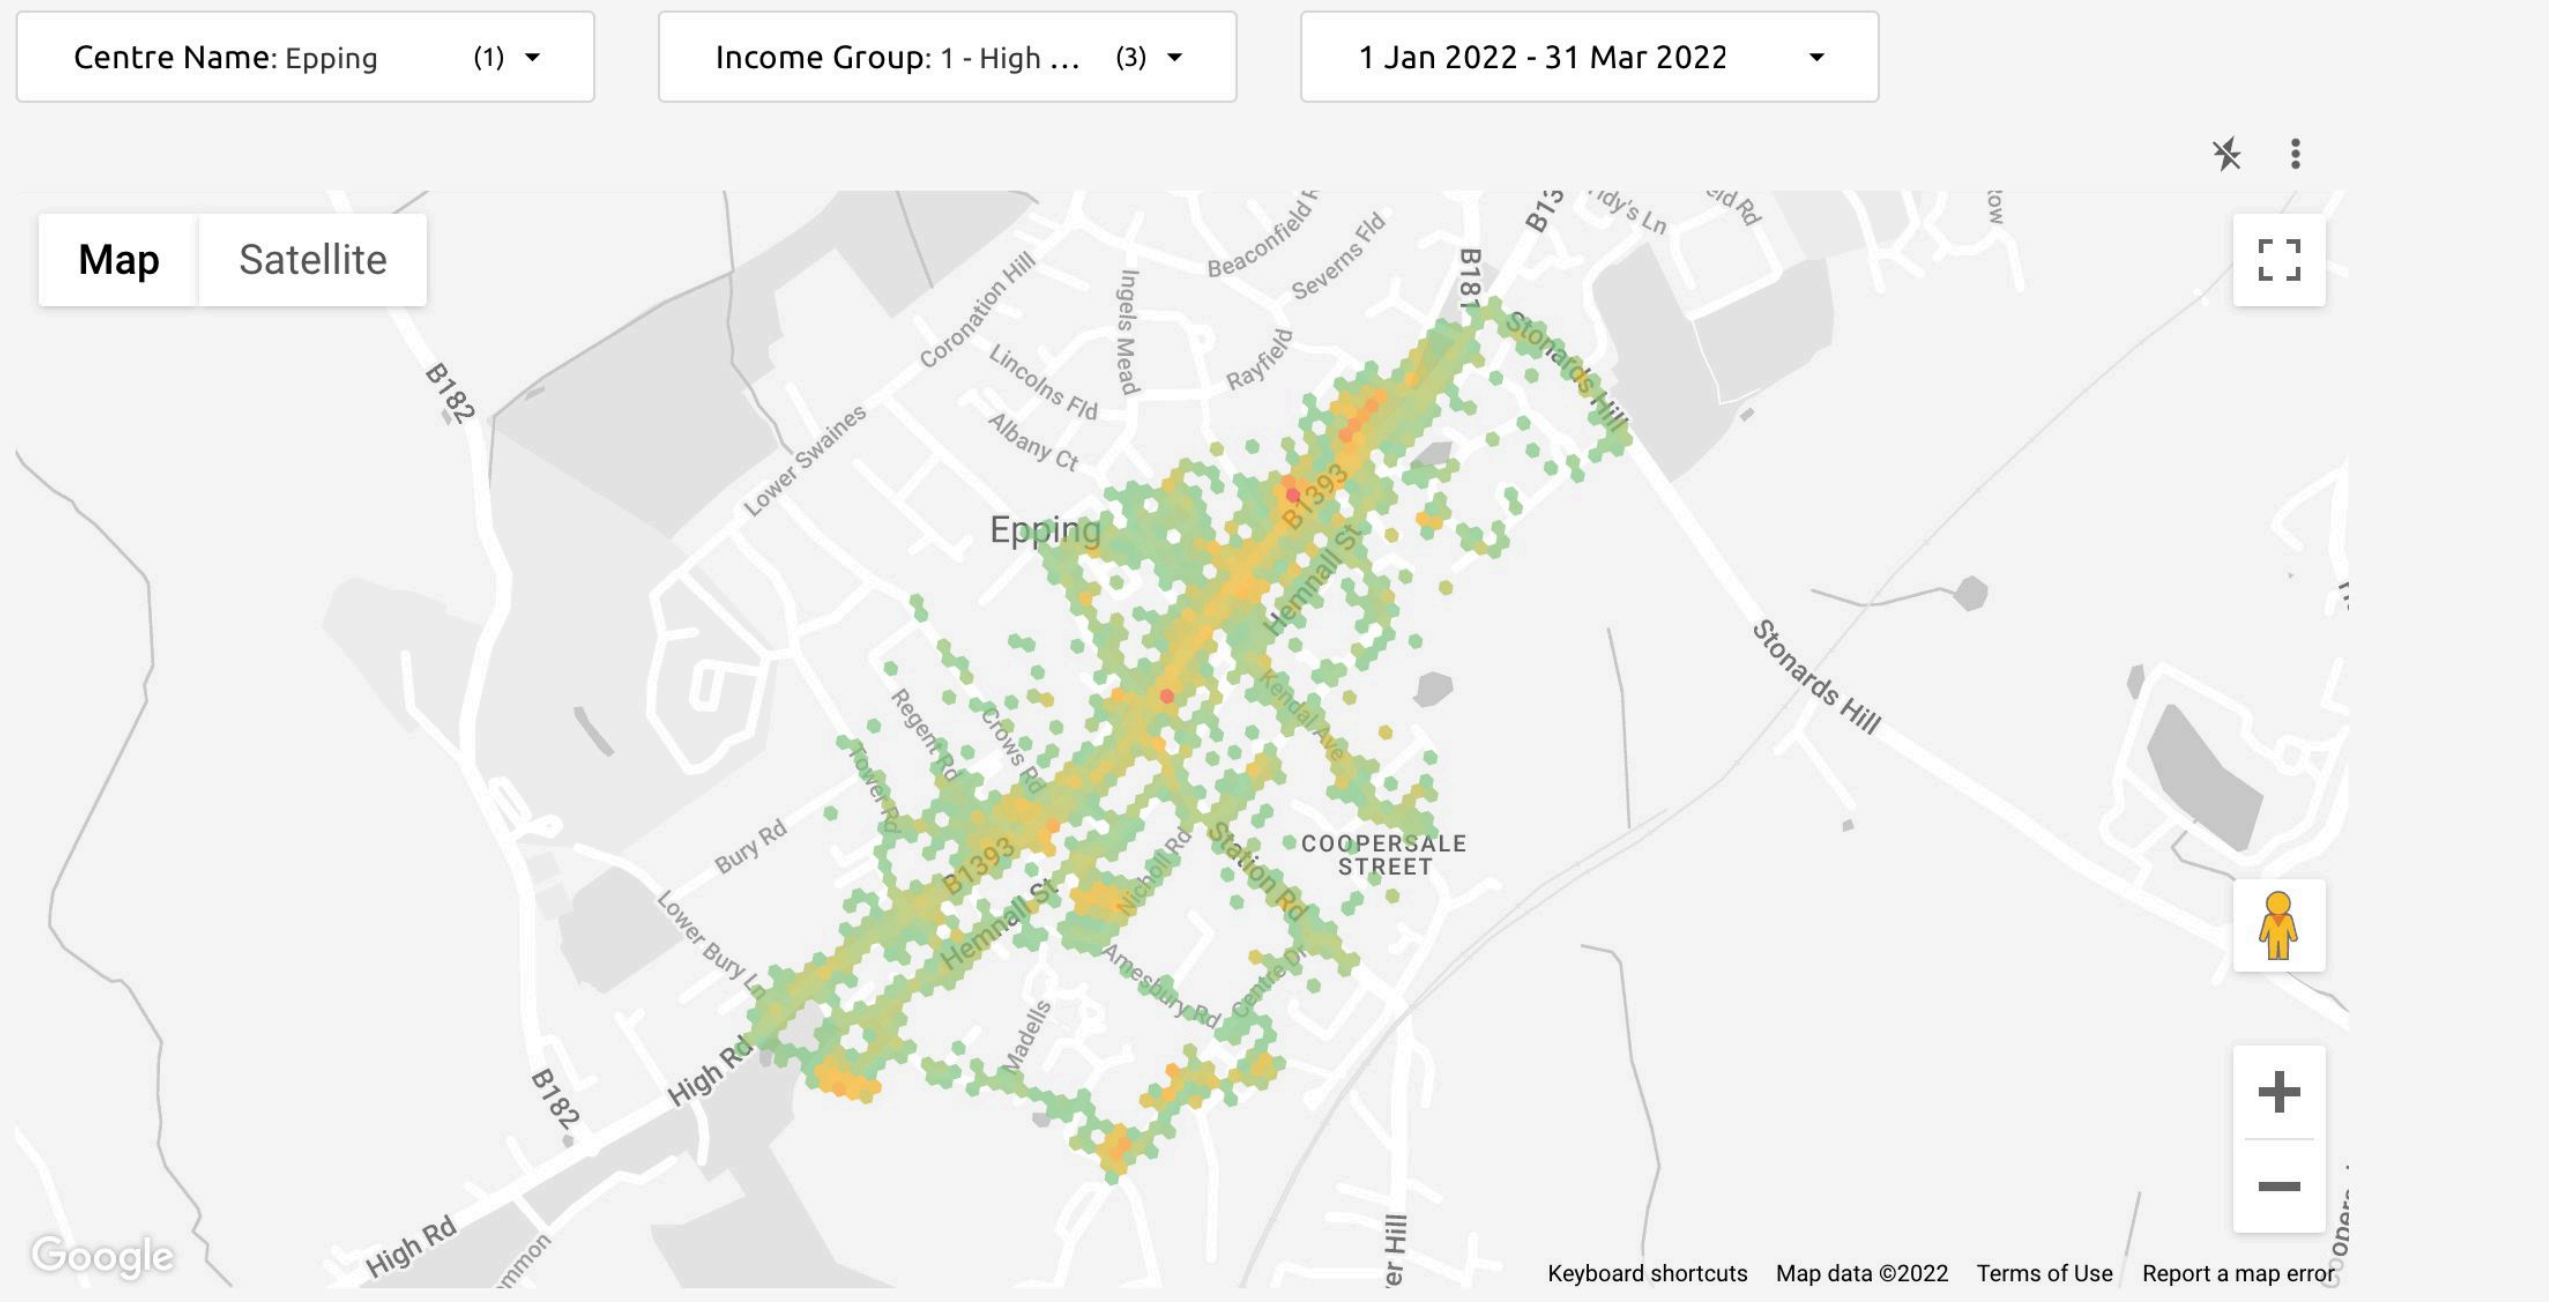 Centre Name: Epping (1)
Income Group: 1 - High ... (3)
1 Jan 2022 - 31 Mar 2022
Map
Satellite
B182
Coronation Hill
Ingels Mead
Beaconfield
Severns Fld
B181
Lincolns Fld
Rayfield
Albany Ct
Lower Swaines
Stonards Hill
Epping
B1393
Hemnall St
Stonards Hill
Kendal Ave
Regent Rd
Crows Rd
Tower Rd
Bury Rd
COOPERSALE
STREET
B1393
Nicholl Rd
Station Rd
Hemnall St
Lower Bury Ln
Amesbury Rd
Centre Dr
Madells
High Rd
B182
High Rd
Google
Keyboard shortcuts
Map data ©2022
Terms of Use
Report a map error